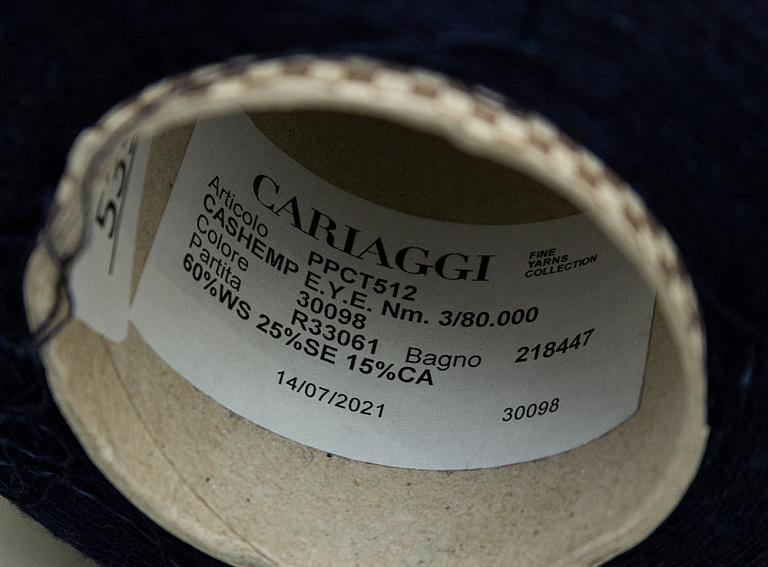 CARIAGGI
FINE
YARNS
COLLECTION
Articolo PPCT512
CASHEMP E.Y.E. Nm. 3/80.000
Colore 30098
Partita R33061 Bagno 218447
60%WS 25%SE 15%CA
14/07/2021 30098